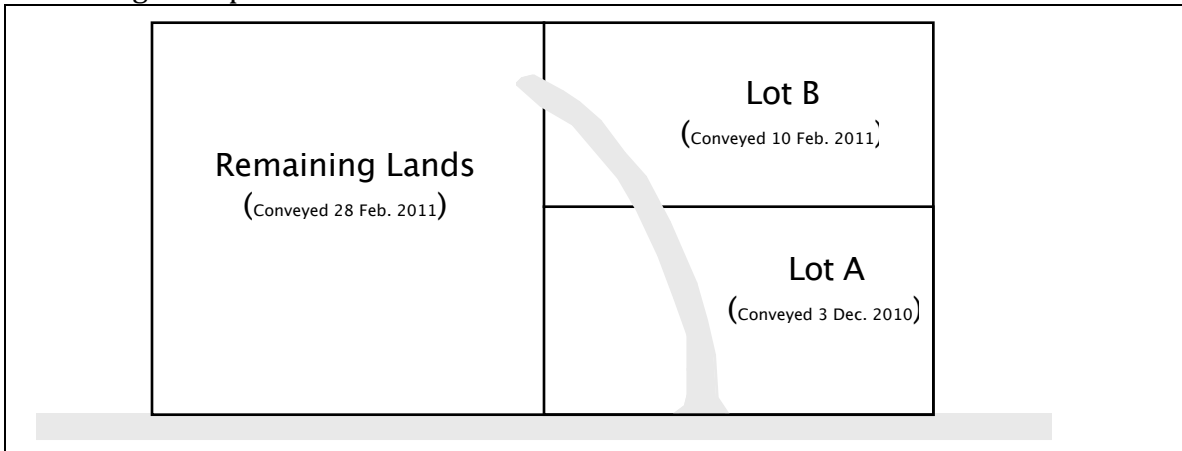 Remaining Lands
(Conveyed 28 Feb. 2011)
Lot B
(Conveyed 10 Feb. 2011)
Lot A
(Conveyed 3 Dec. 2010)